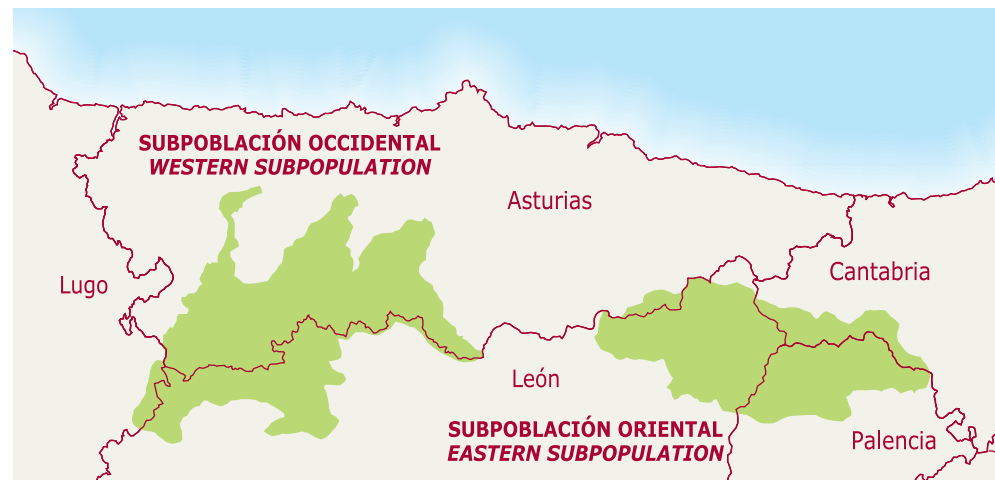 SUBPOBLACIÓN OCCIDENTAL
WESTERN SUBPOPULATION
Asturias
Cantabria
Lugo
León
SUBPOBLACIÓN ORIENTAL
EASTERN SUBPOPULATION
Palencia